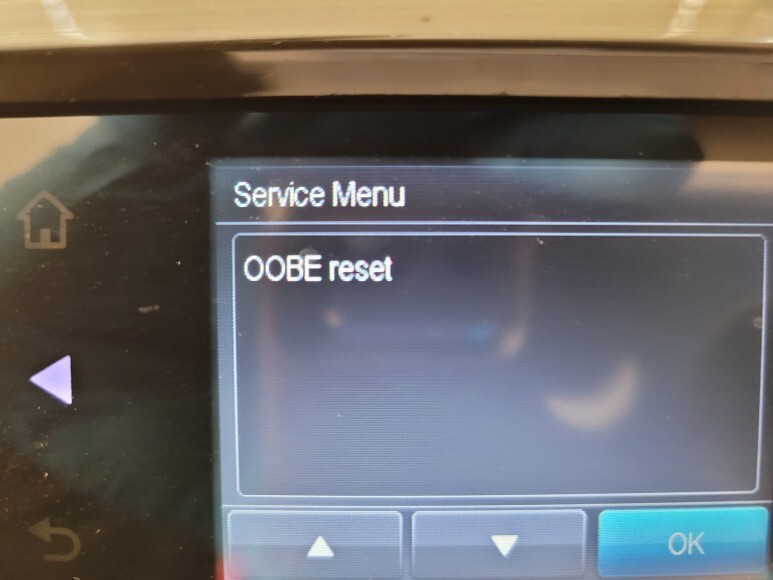 Service Menu
OOBE reset
OK